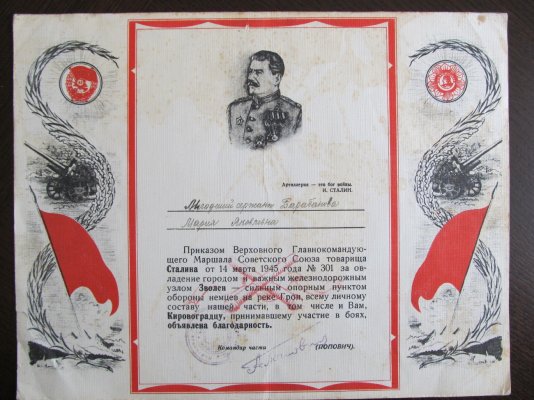 Артиллерия — это бог войны.
И. СТАЛИН.
Младший сержант Барабанова
Мария Яковлевна
Приказом Верховного Главнокомандую-
щего Маршала Советского Союза товарища
Сталина от 14 марта 1945 года № 301 за ов-
ладение городом и важным железнодорожным
узлом Зволен — сильным опорным пунктом
обороны немцев на реке Грон, всему личному
составу нашей части, в том числе и Вам,
Кировоградцу, принимавшему участие в боях,
объявлена благодарность.
Командир части (ПОПОВИЧ).